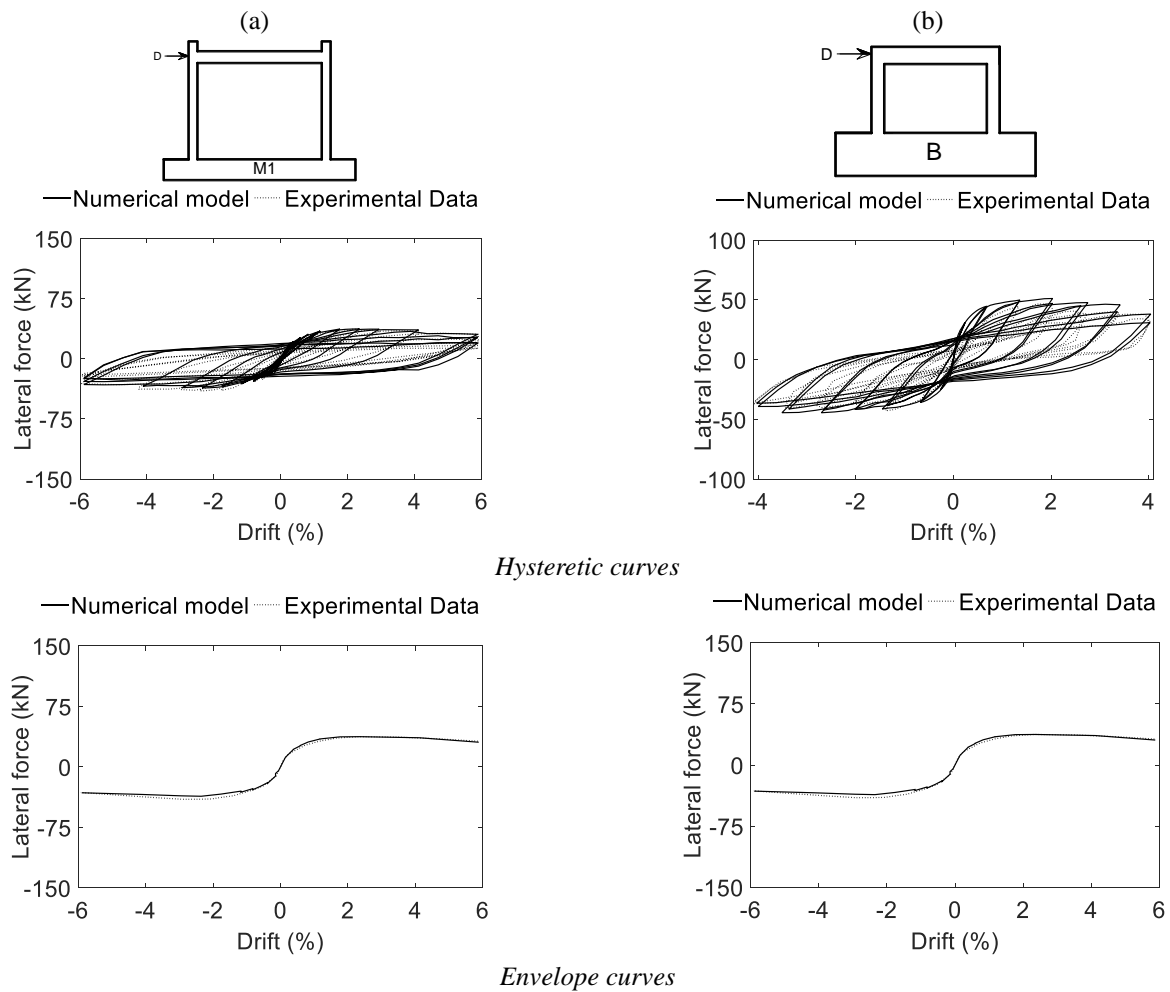 (a) (b)
D D
M1 B
Numerical model Experimental Data Numerical model Experimental Data
150
75
0
-75
-150
Lateral force (kN)
-6 -4 -2 0 2 4 6
Drift (%)
100
50
0
-50
-100
Lateral force (kN)
-4 -2 0 2 4
Drift (%)
Hysteretic curves
Numerical model Experimental Data Numerical model Experimental Data
150
75
0
-75
-150
Lateral force (kN)
-6 -4 -2 0 2 4 6
Drift (%)
150
75
0
-75
-150
Lateral force (kN)
-6 -4 -2 0 2 4 6
Drift (%)
Envelope curves